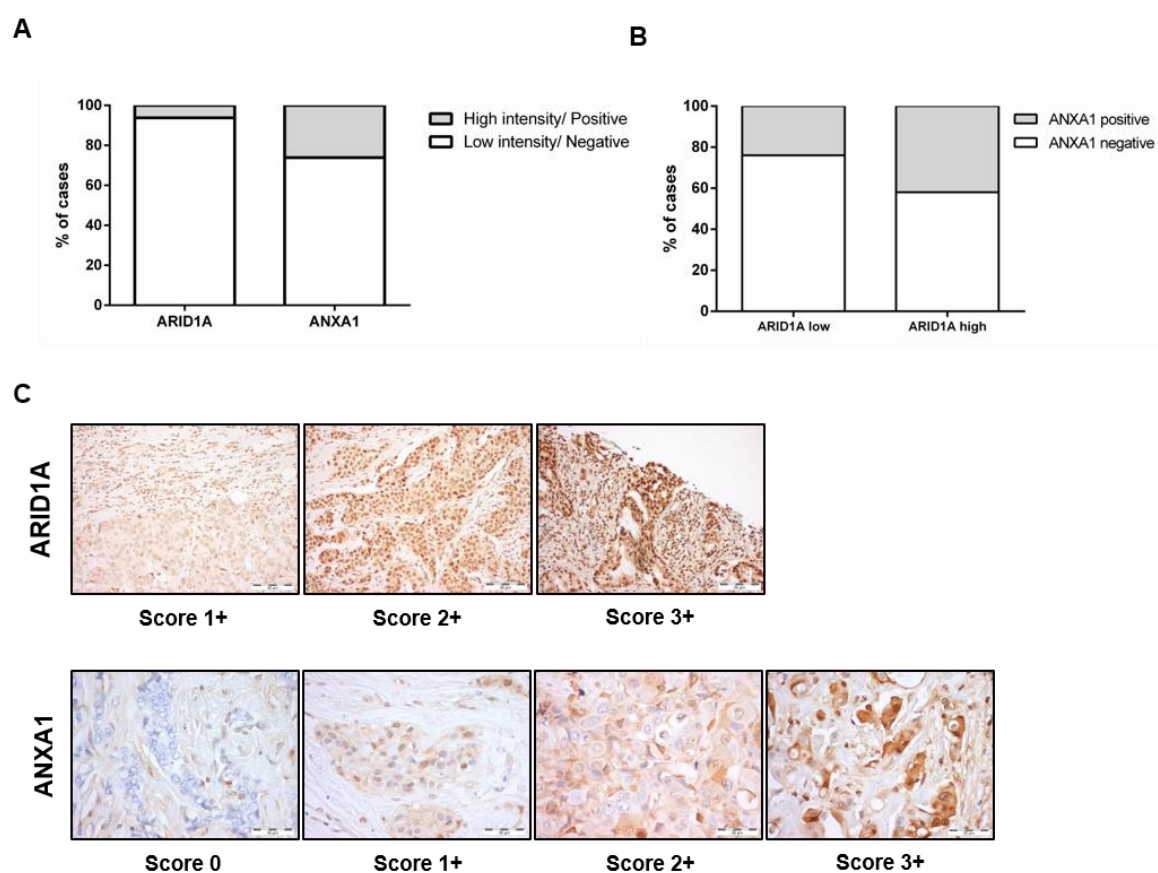 A
B
100
80
60
40
20
0
% of cases
ARID1A
ANXA1
High intensity/ Positive
Low intensity/ Negative
100
80
60
40
20
0
% of cases
ARID1A low
ARID1A high
ANXA1 positive
ANXA1 negative
C
ARID1A
Score 1+
Score 2+
Score 3+
ANXA1
Score 0
Score 1+
Score 2+
Score 3+